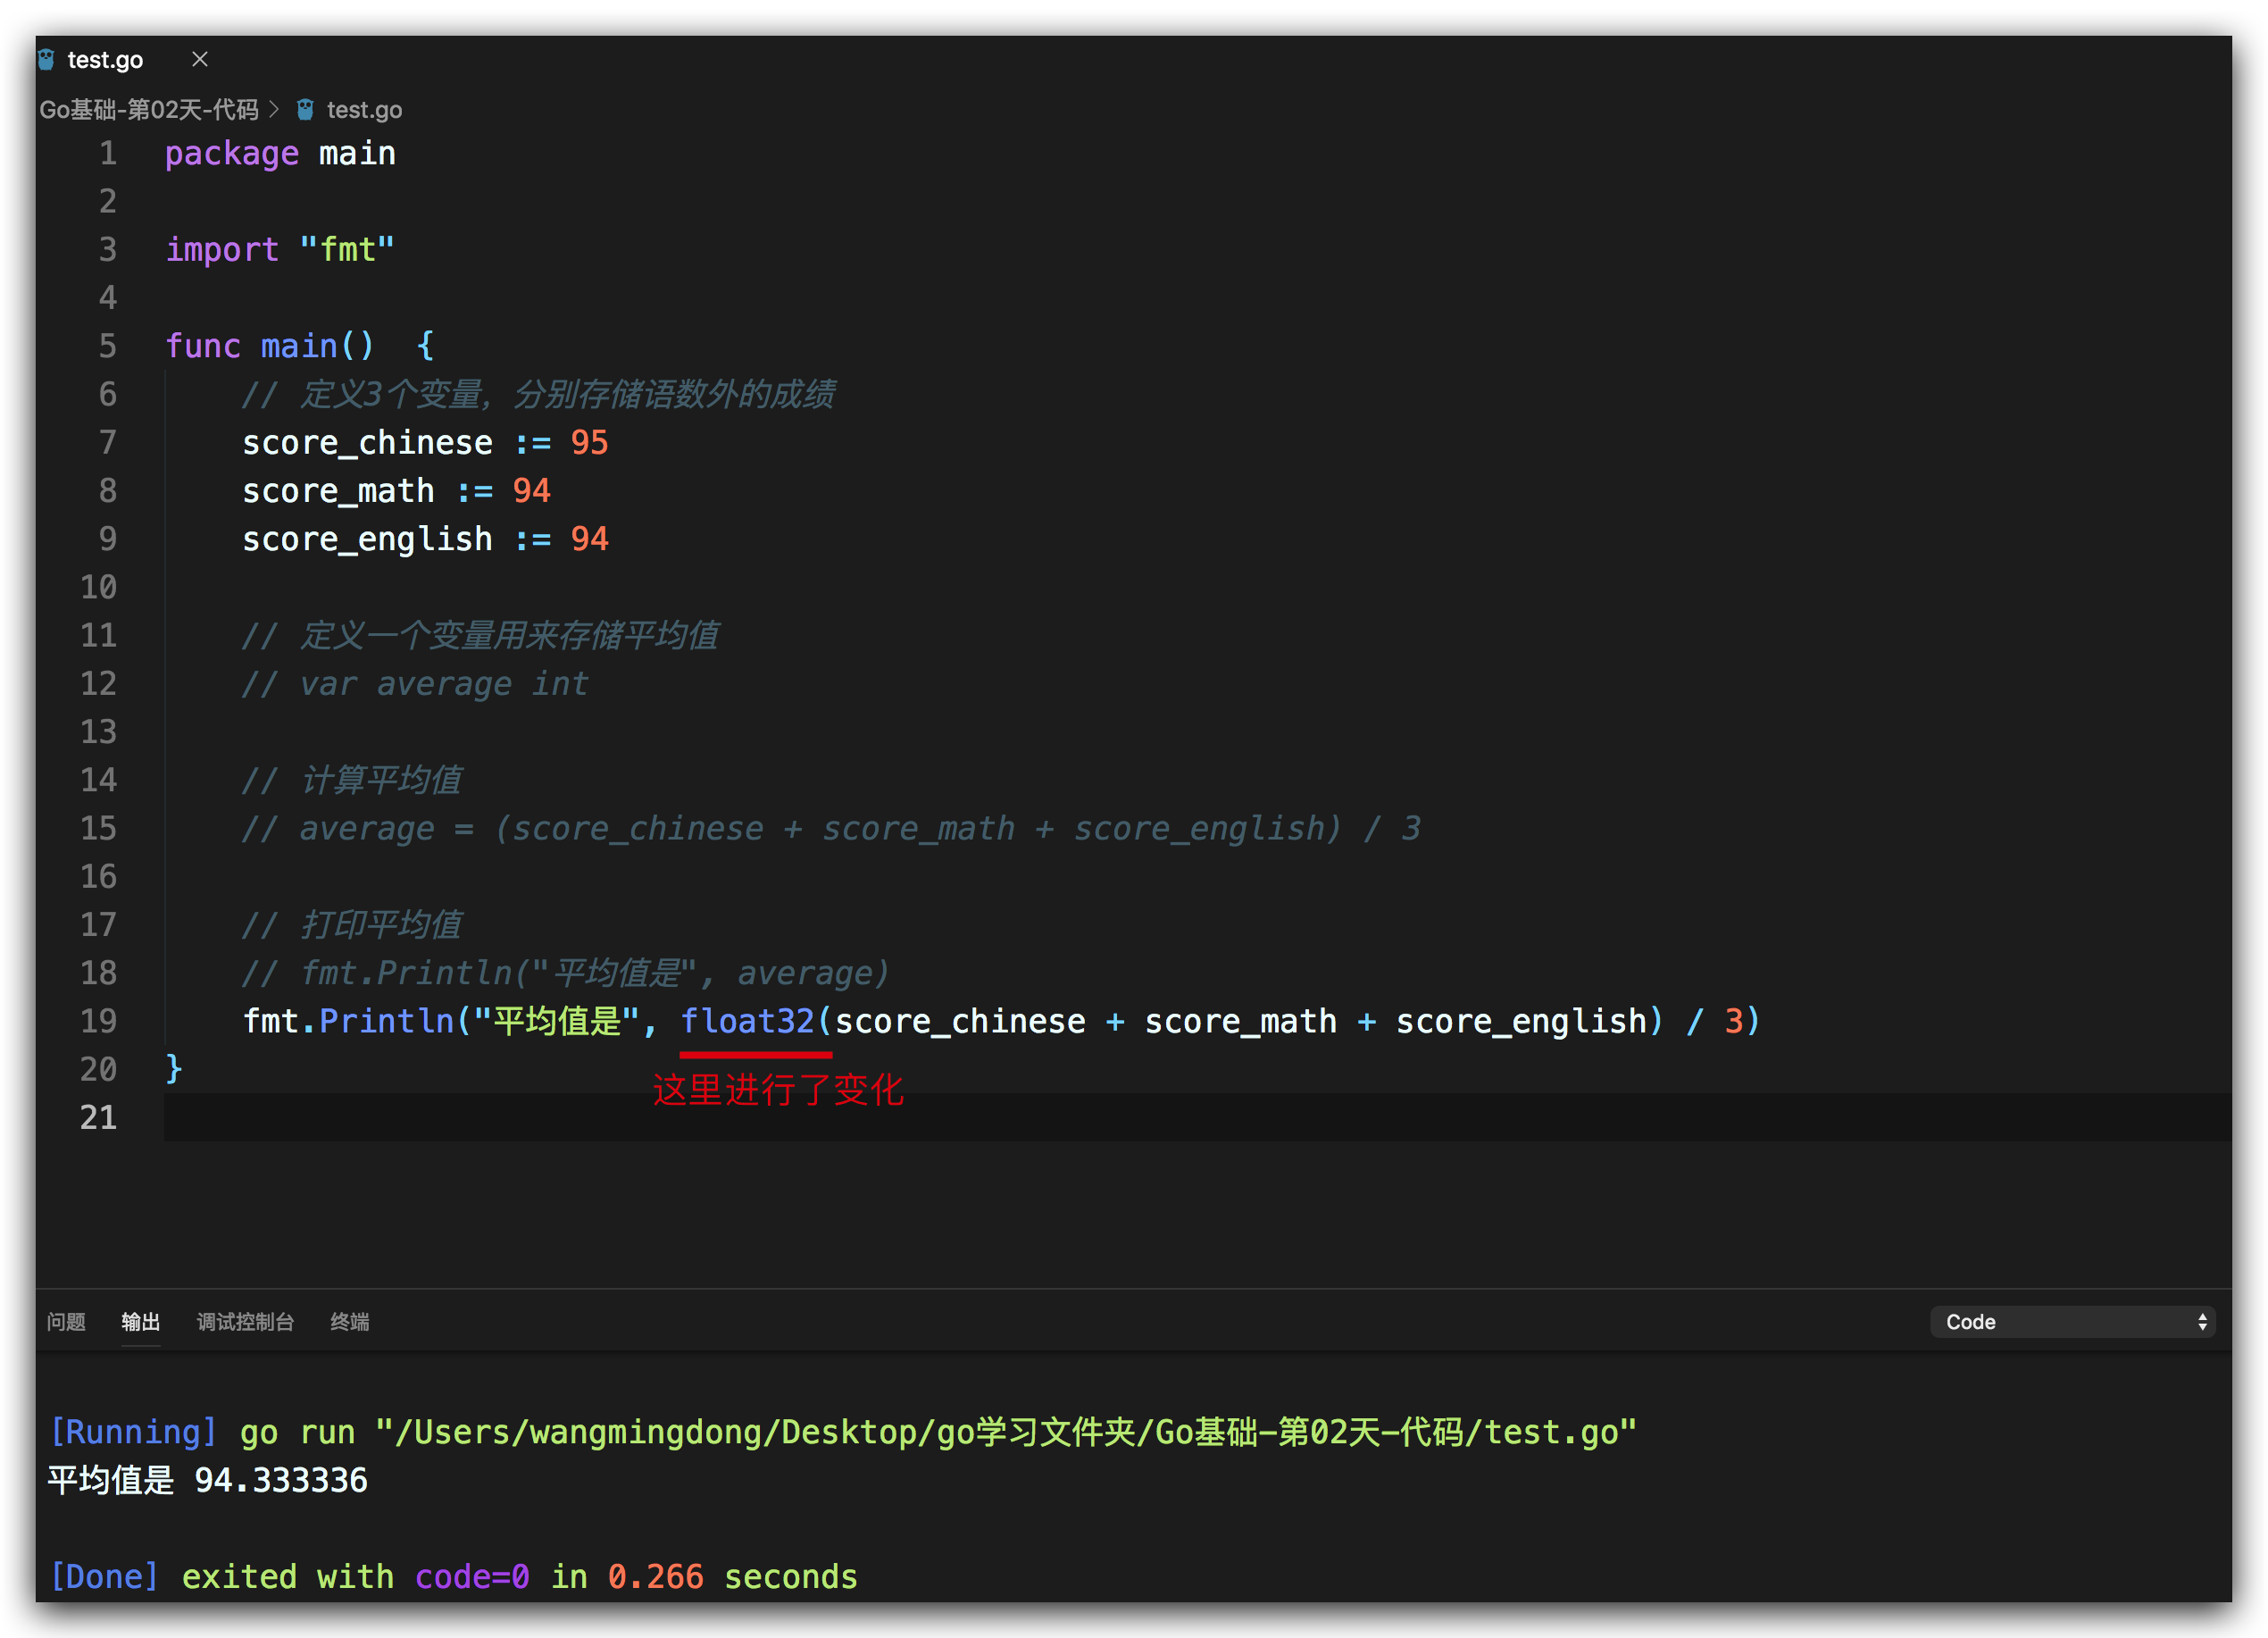 test.go
Go基础-第02天-代码 > test.go
1 package main
2
3 import "fmt"
4
5 func main()  {
6     // 定义3个变量，分别存储语数外的成绩
7     score_chinese := 95
8     score_math := 94
9     score_english := 94
10
11     // 定义一个变量用来存储平均值
12     // var average int
13
14     // 计算平均值
15     // average = (score_chinese + score_math + score_english) / 3
16
17     // 打印平均值
18     // fmt.Println("平均值是", average)
19     fmt.Println("平均值是", float32(score_chinese + score_math + score_english) / 3)
20 }
这里进行了变化
21
问题 输出 调试控制台 终端 Code
[Running] go run "/Users/wangmingdong/Desktop/go学习文件夹/Go基础-第02天-代码/test.go"
平均值是 94.333336
[Done] exited with code=0 in 0.266 seconds